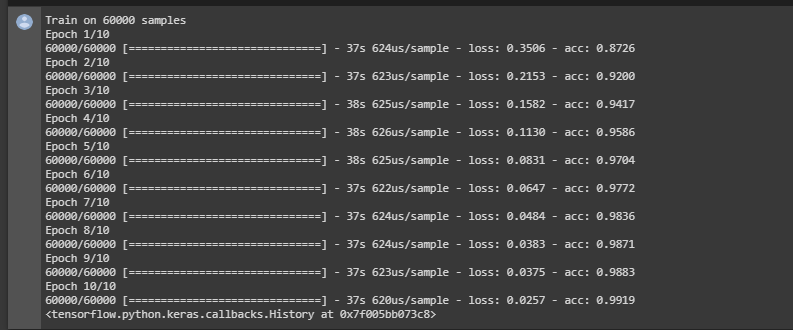 Train on 60000 samples
Epoch 1/10
60000/60000 [==============================] - 37s 624us/sample - loss: 0.3506 - acc: 0.8726
Epoch 2/10
60000/60000 [==============================] - 37s 623us/sample - loss: 0.2153 - acc: 0.9200
Epoch 3/10
60000/60000 [==============================] - 38s 625us/sample - loss: 0.1582 - acc: 0.9417
Epoch 4/10
60000/60000 [==============================] - 38s 626us/sample - loss: 0.1130 - acc: 0.9586
Epoch 5/10
60000/60000 [==============================] - 38s 625us/sample - loss: 0.0831 - acc: 0.9704
Epoch 6/10
60000/60000 [==============================] - 37s 622us/sample - loss: 0.0647 - acc: 0.9772
Epoch 7/10
60000/60000 [==============================] - 37s 624us/sample - loss: 0.0484 - acc: 0.9836
Epoch 8/10
60000/60000 [==============================] - 37s 624us/sample - loss: 0.0383 - acc: 0.9871
Epoch 9/10
60000/60000 [==============================] - 37s 623us/sample - loss: 0.0375 - acc: 0.9883
Epoch 10/10
60000/60000 [==============================] - 37s 620us/sample - loss: 0.0257 - acc: 0.9919
<tensorflow.python.keras.callbacks.History at 0x7f005bb073c8>